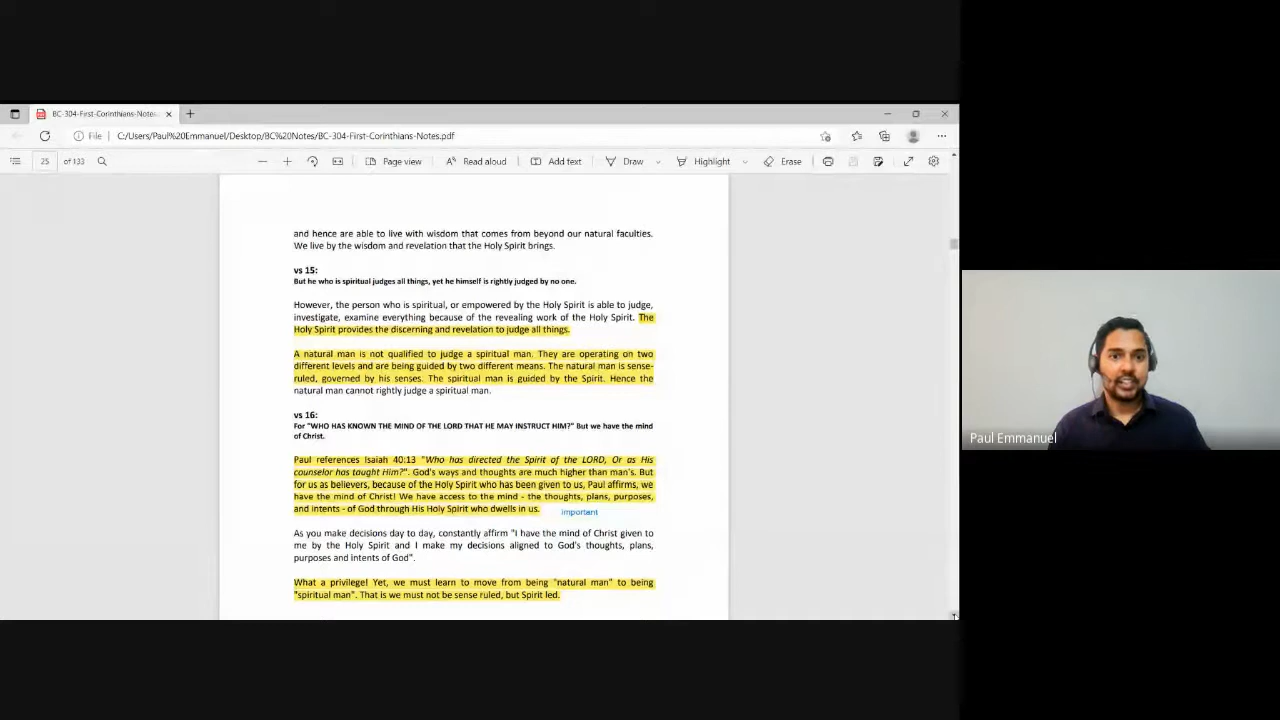 BC-304-First-Corinthians-Notes
File C:/Users/Paul%20Emmanuel/Desktop/BC%20Notes/BC-304-First-Corinthians-Notes.pdf
25 of 133 Page view Read aloud Add text Draw Highlight Erase
and hence are able to live with wisdom that comes from beyond our natural faculties.
We live by the wisdom and revelation that the Holy Spirit brings.
vs 15:
But he who is spiritual judges all things, yet he himself is rightly judged by no one.
However, the person who is spiritual, or empowered by the Holy Spirit is able to judge,
investigate, examine everything because of the revealing work of the Holy Spirit. The
Holy Spirit provides the discerning and revelation to judge all things.
A natural man is not qualified to judge a spiritual man. They are operating on two
different levels and are being guided by two different means. The natural man is sense-
ruled, governed by his senses. The spiritual man is guided by the Spirit. Hence the
natural man cannot rightly judge a spiritual man.
vs 16:
For "WHO HAS KNOWN THE MIND OF THE LORD THAT HE MAY INSTRUCT HIM?" But we have the mind
of Christ.
Paul references Isaiah 40:13 "Who has directed the Spirit of the LORD, Or as His
counselor has taught Him?". God's ways and thoughts are much higher than man's. But
for us as believers, because of the Holy Spirit who has been given to us, Paul affirms, we
have the mind of Christ! We have access to the mind - the thoughts, plans, purposes,
and intents - of God through His Holy Spirit who dwells in us.
important
As you make decisions day to day, constantly affirm "I have the mind of Christ given to
me by the Holy Spirit and I make my decisions aligned to God's thoughts, plans,
purposes and intents of God".
What a privilege! Yet, we must learn to move from being "natural man" to being
"spiritual man". That is we must not be sense ruled, but Spirit led.
Paul Emmanuel